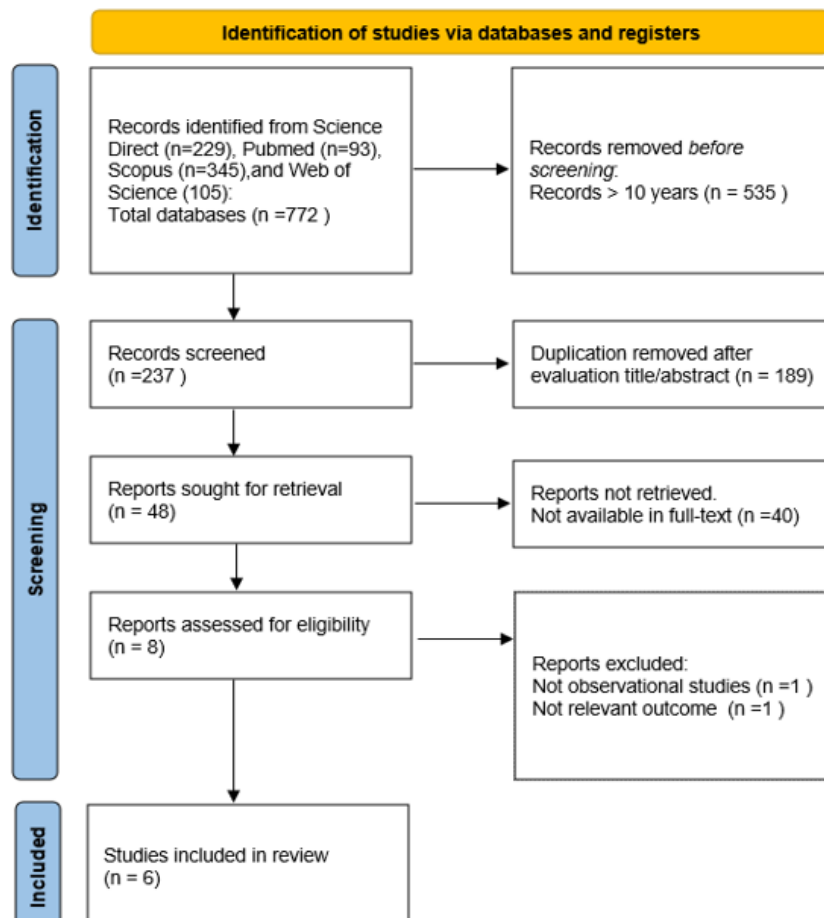 Identification of studies via databases and registers
Identification
Records identified from Science
Direct (n=229), Pubmed (n=93),
Scopus (n=345),and Web of
Science (105):
Total databases (n =772 )
Records removed before
screening:
Records > 10 years (n = 535 )
Screening
Records screened
(n =237 )
Duplication removed after
evaluation title/abstract (n = 189)
Reports sought for retrieval
(n = 48)
Reports not retrieved.
Not available in full-text (n =40)
Reports assessed for eligibility
(n = 8)
Reports excluded:
Not observational studies (n =1 )
Not relevant outcome (n =1 )
Included
Studies included in review
(n = 6)